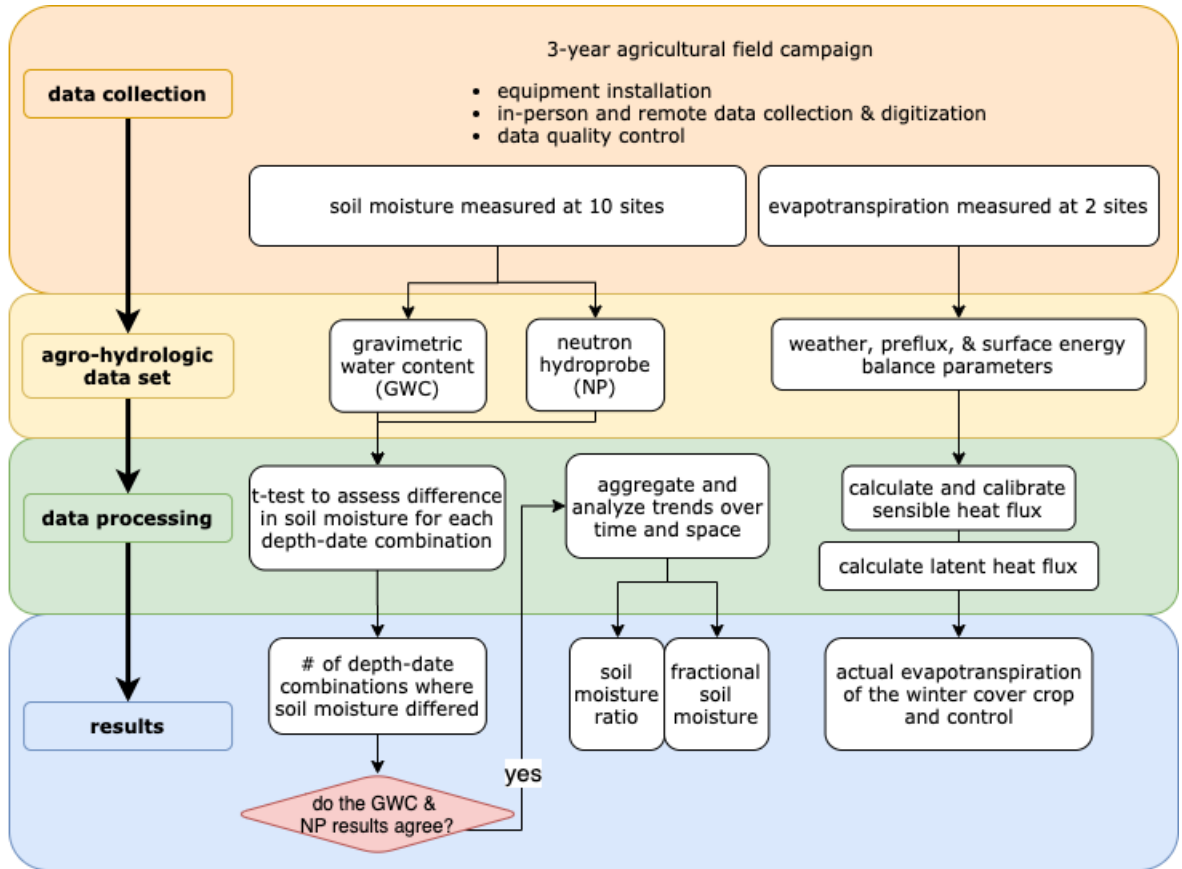 data collection
3-year agricultural field campaign
• equipment installation
• in-person and remote data collection & digitization
• data quality control
soil moisture measured at 10 sites
evapotranspiration measured at 2 sites
agro-hydrologic
data set
gravimetric
water content
(GWC)
neutron
hydroprobe
(NP)
weather, preflux, & surface energy
balance parameters
data processing
t-test to assess difference
in soil moisture for each
depth-date combination
aggregate and
analyze trends over
time and space
calculate and calibrate
sensible heat flux
calculate latent heat flux
results
# of depth-date
combinations where
soil moisture differed
soil
moisture
ratio
fractional
soil
moisture
actual evapotranspiration
of the winter cover crop
and control
yes
do the GWC &
NP results agree?